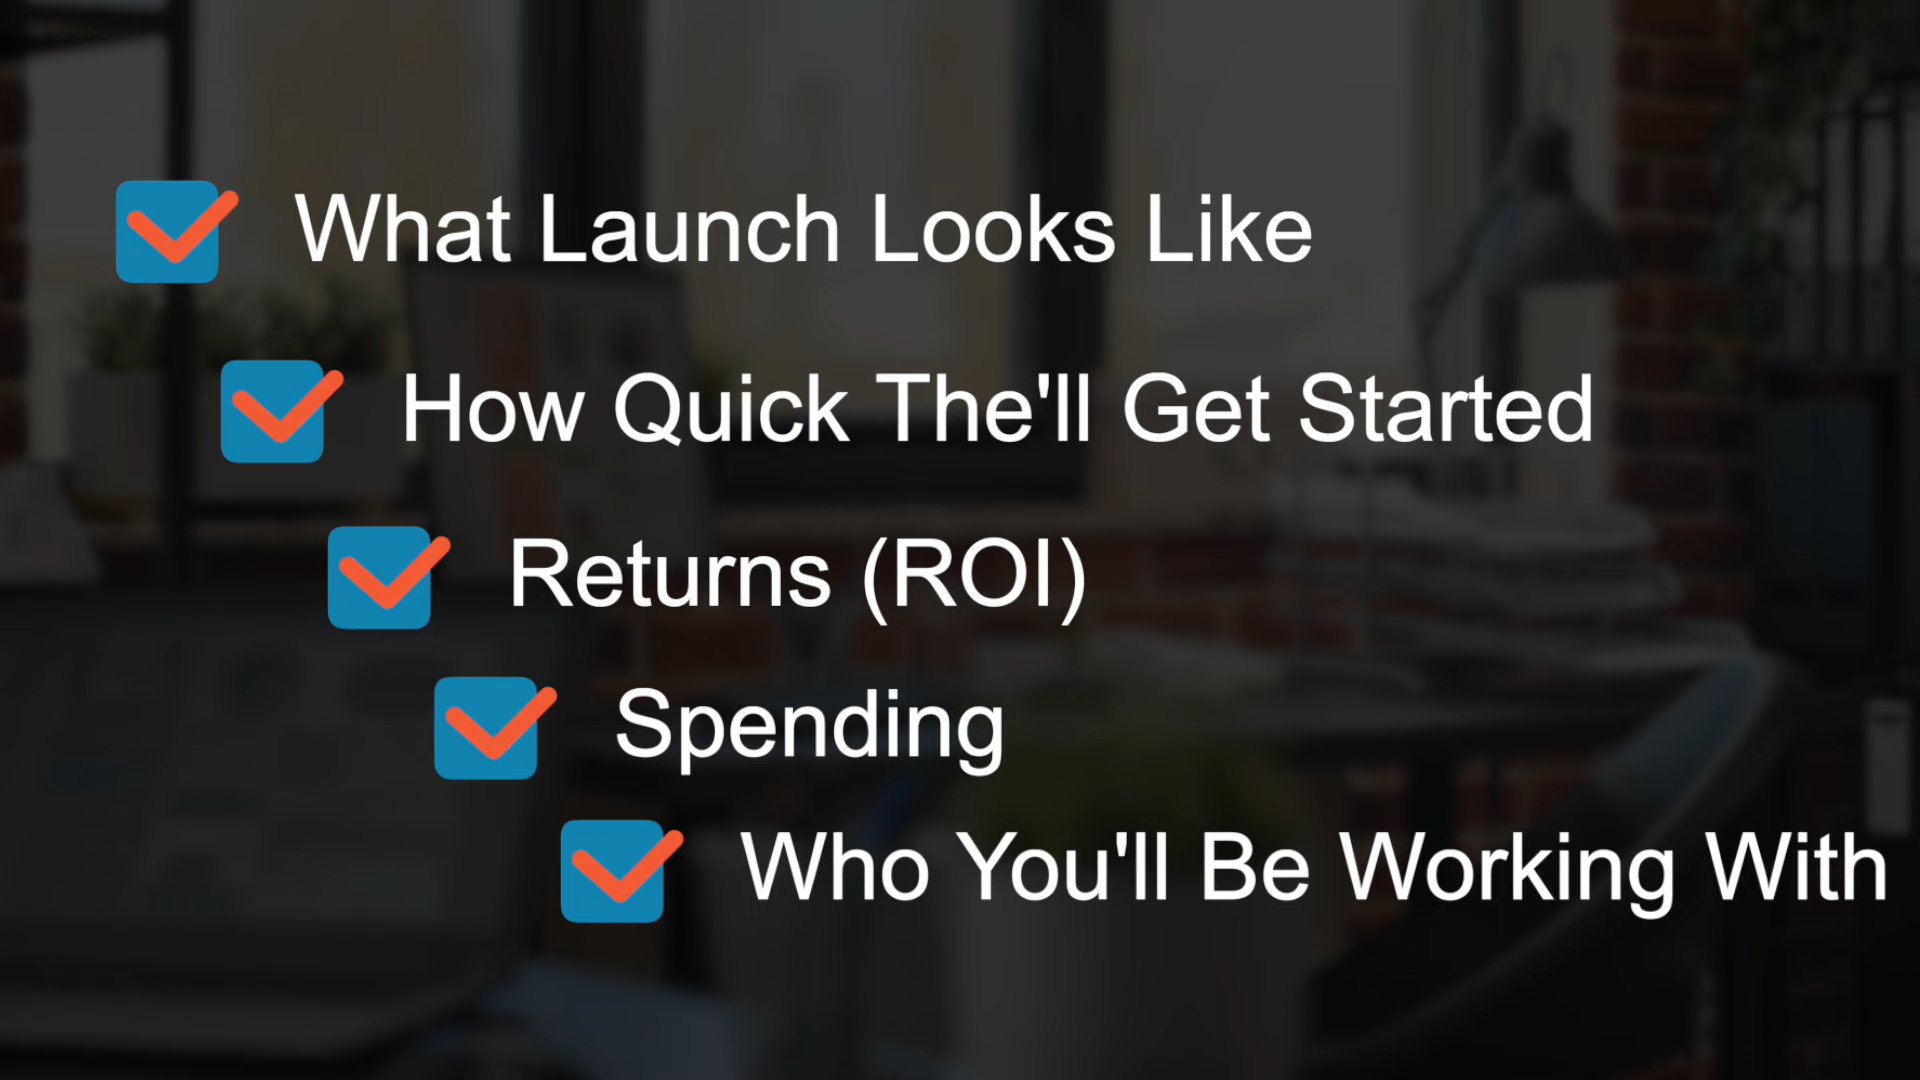 What Launch Looks Like
How Quick The'll Get Started
Returns (ROI)
Spending
Who You'll Be Working With